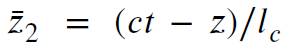 z̄₂ = (ct − z)/l_c